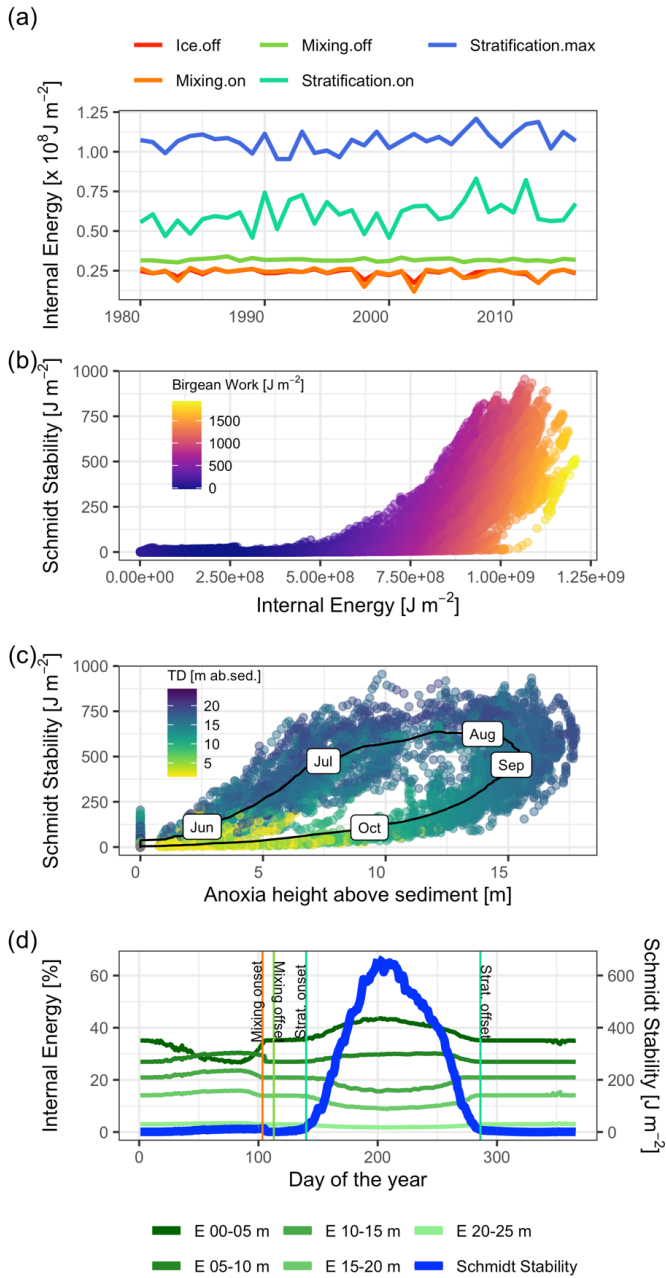 (a)
Ice.off Mixing.off Stratification.max
Mixing.on Stratification.on
Internal Energy [x 10⁸J m⁻²]
1.25
1.00
0.75
0.50
0.25
1980 1990 2000 2010
(b)
Schmidt Stability [J m⁻²]
1000
750
500
250
0
Birgean Work [J m⁻²]
1500
1000
500
0
0.00e+00 2.50e+08 5.00e+08 7.50e+08 1.00e+09 1.25e+09
Internal Energy [J m⁻²]
(c)
Schmidt Stability [J m⁻²]
1000
750
500
250
0
TD [m ab.sed.]
20
15
10
5
Jun
Jul
Aug
Sep
Oct
0 5 10 15
Anoxia height above sediment [m]
(d)
Internal Energy [%]
60
40
20
0
Mixing onset
Mixing offset
Strat. onset
Strat. offset
600
400
200
0
Schmidt Stability [J m⁻²]
0 100 200 300
Day of the year
E 00-05 m E 10-15 m E 20-25 m
E 05-10 m E 15-20 m Schmidt Stability